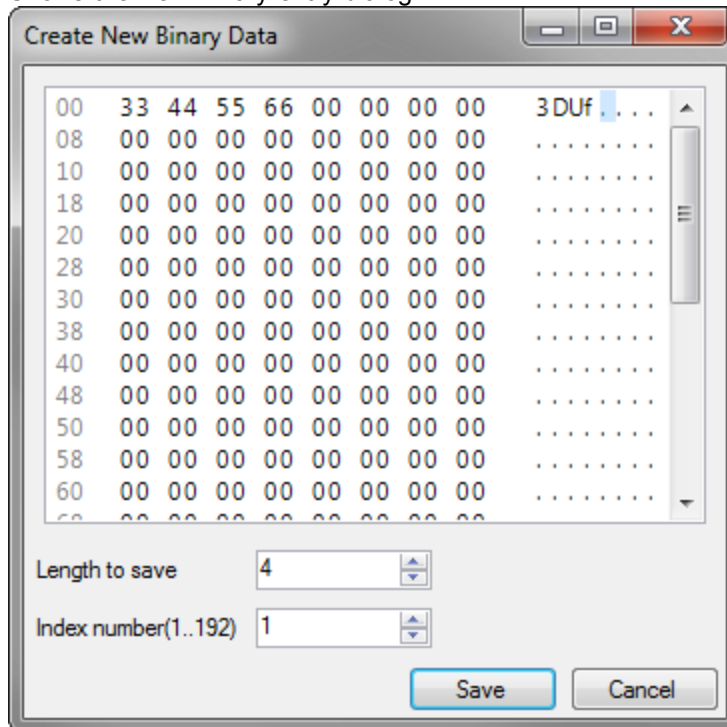 Create New Binary Data
00 33 44 55 66 00 00 00 00 3DUf....
08 00 00 00 00 00 00 00 00 ........
10 00 00 00 00 00 00 00 00 ........
18 00 00 00 00 00 00 00 00 ........
20 00 00 00 00 00 00 00 00 ........
28 00 00 00 00 00 00 00 00 ........
30 00 00 00 00 00 00 00 00 ........
38 00 00 00 00 00 00 00 00 ........
40 00 00 00 00 00 00 00 00 ........
48 00 00 00 00 00 00 00 00 ........
50 00 00 00 00 00 00 00 00 ........
58 00 00 00 00 00 00 00 00 ........
60 00 00 00 00 00 00 00 00 ........
Length to save 4
Index number(1..192) 1
Save Cancel